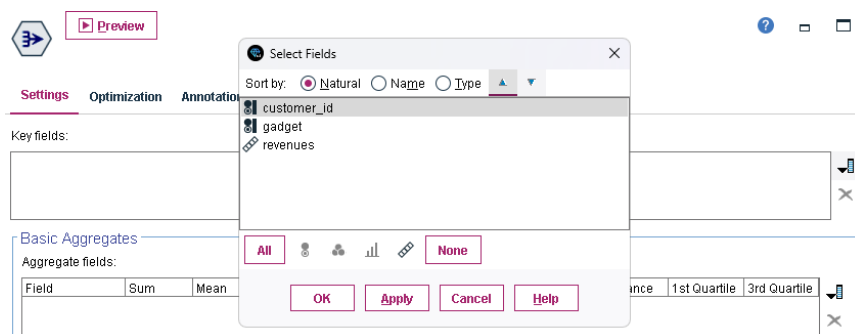 Preview
?
Select Fields
Sort by: Natural Name Type
Settings Optimization Annotation
customer_id
gadget
revenues
Key fields:
All None
Basic Aggregates
Aggregate fields:
Field Sum Mean ance 1st Quartile 3rd Quartile
OK Apply Cancel Help